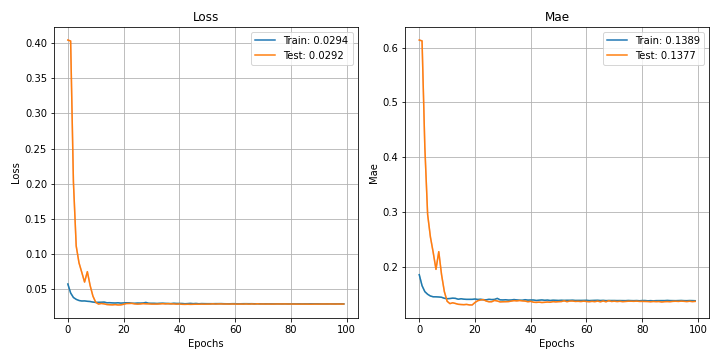 Loss
Train: 0.0294
Test: 0.0292
0.40
0.35
0.30
0.25
0.20
0.15
0.10
0.05
Loss
0 20 40 60 80 100
Epochs
Mae
Train: 0.1389
Test: 0.1377
0.6
0.5
0.4
0.3
0.2
Mae
0 20 40 60 80 100
Epochs